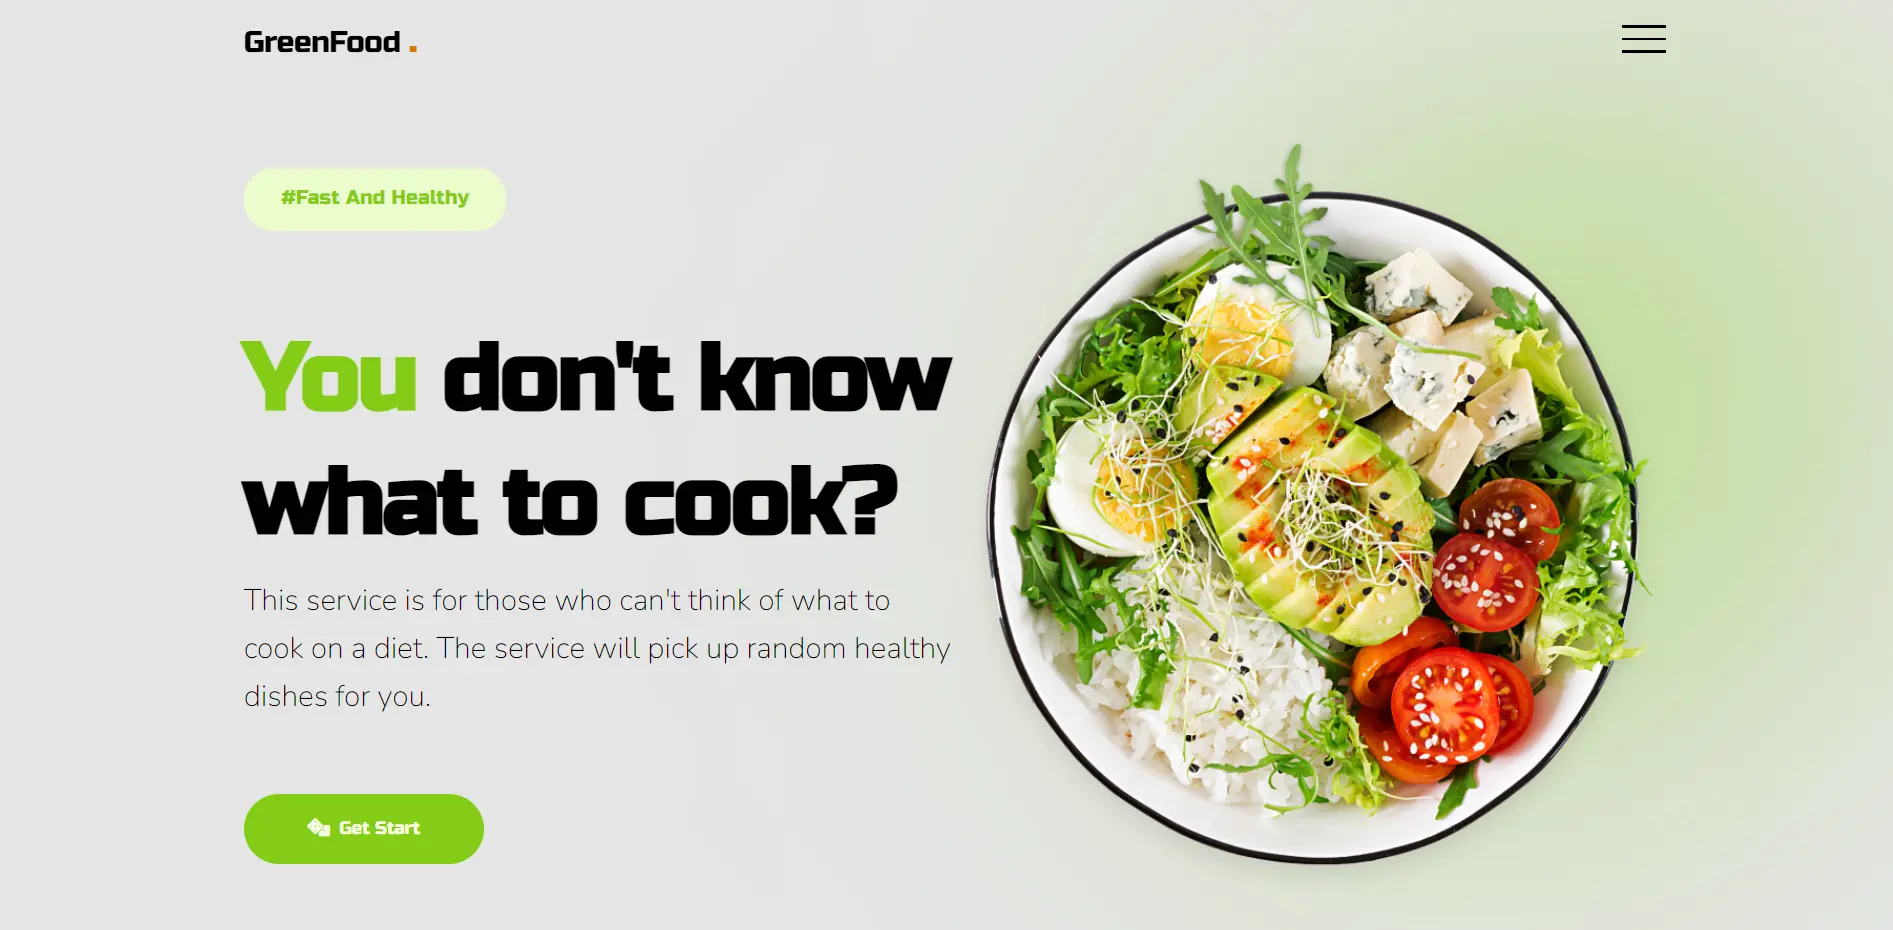 GreenFood .
#Fast And Healthy
You don't know
what to cook?
This service is for those who can't think of what to
cook on a diet. The service will pick up random healthy
dishes for you.
Get Start